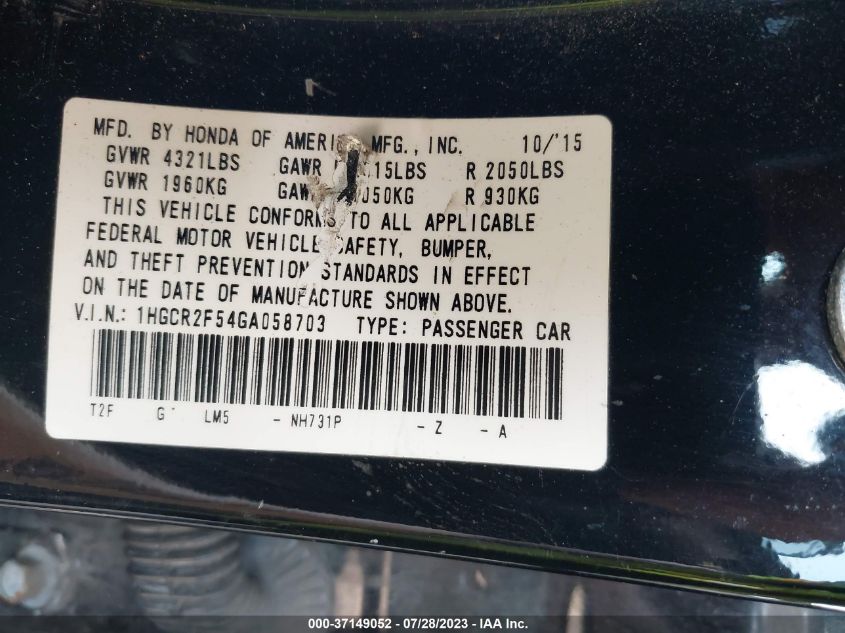 MFD. BY HONDA OF AMERI MFG., INC. 10/'15
GVWR 4321LBS GAWR 15LBS R 2050LBS
GVWR 1960KG GAW 050KG R 930KG
THIS VEHICLE CONFORMS TO ALL APPLICABLE
FEDERAL MOTOR VEHICLE SAFETY, BUMPER,
AND THEFT PREVENTION STANDARDS IN EFFECT
ON THE DATE OF MANUFACTURE SHOWN ABOVE.
V.I.N.: 1HGCR2F54GA058703 TYPE: PASSENGER CAR
T2F G LM5 - NH731P - Z - A
000-37149052 - 07/28/2023 - IAA Inc.